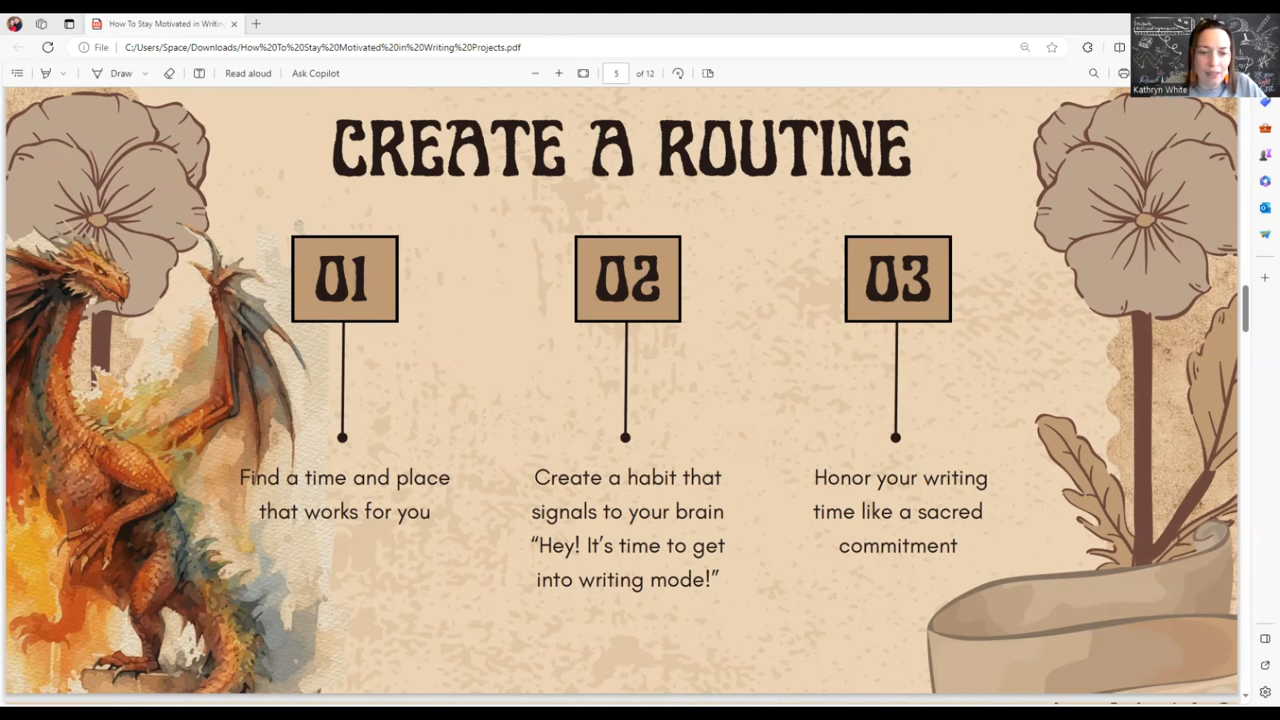 How To Stay Motivated in Writin
File
C:/Users/Space/Downloads/How%20To%20Stay%20Motivated%20in%20Writing%20Projects.pdf
Draw
Read aloud
Ask Copilot
5
of 12
Kathryn White
CREATE A ROUTINE
01
02
03
Find a time and place
that works for you
Create a habit that
signals to your brain
“Hey! It’s time to get
into writing mode!”
Honor your writing
time like a sacred
commitment